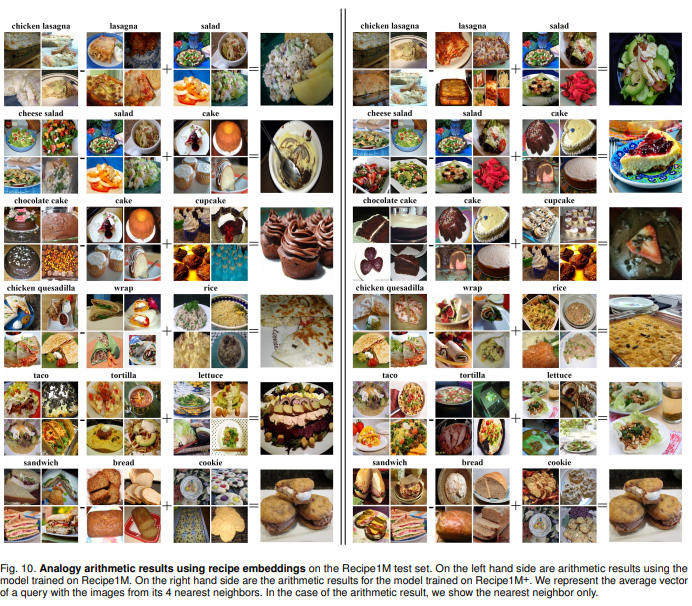 chicken lasagna lasagna salad chicken lasagna lasagna salad
- + = - + =
cheese salad salad cake cheese salad salad cake
- + = - + =
chocolate cake cake cupcake chocolate cake cake cupcake
- + = - + =
chicken quesadilla wrap rice chicken quesadilla wrap rice
- + = - + =
taco tortilla lettuce taco tortilla lettuce
- + = - + =
sandwich bread cookie sandwich bread cookie
- + = - + =
Fig. 10. Analogy arithmetic results using recipe embeddings on the Recipe1M test set. On the left hand side are arithmetic results using the
model trained on Recipe1M. On the right hand side are the arithmetic results for the model trained on Recipe1M+. We represent the average vector
of a query with the images from its 4 nearest neighbors. In the case of the arithmetic result, we show the nearest neighbor only.